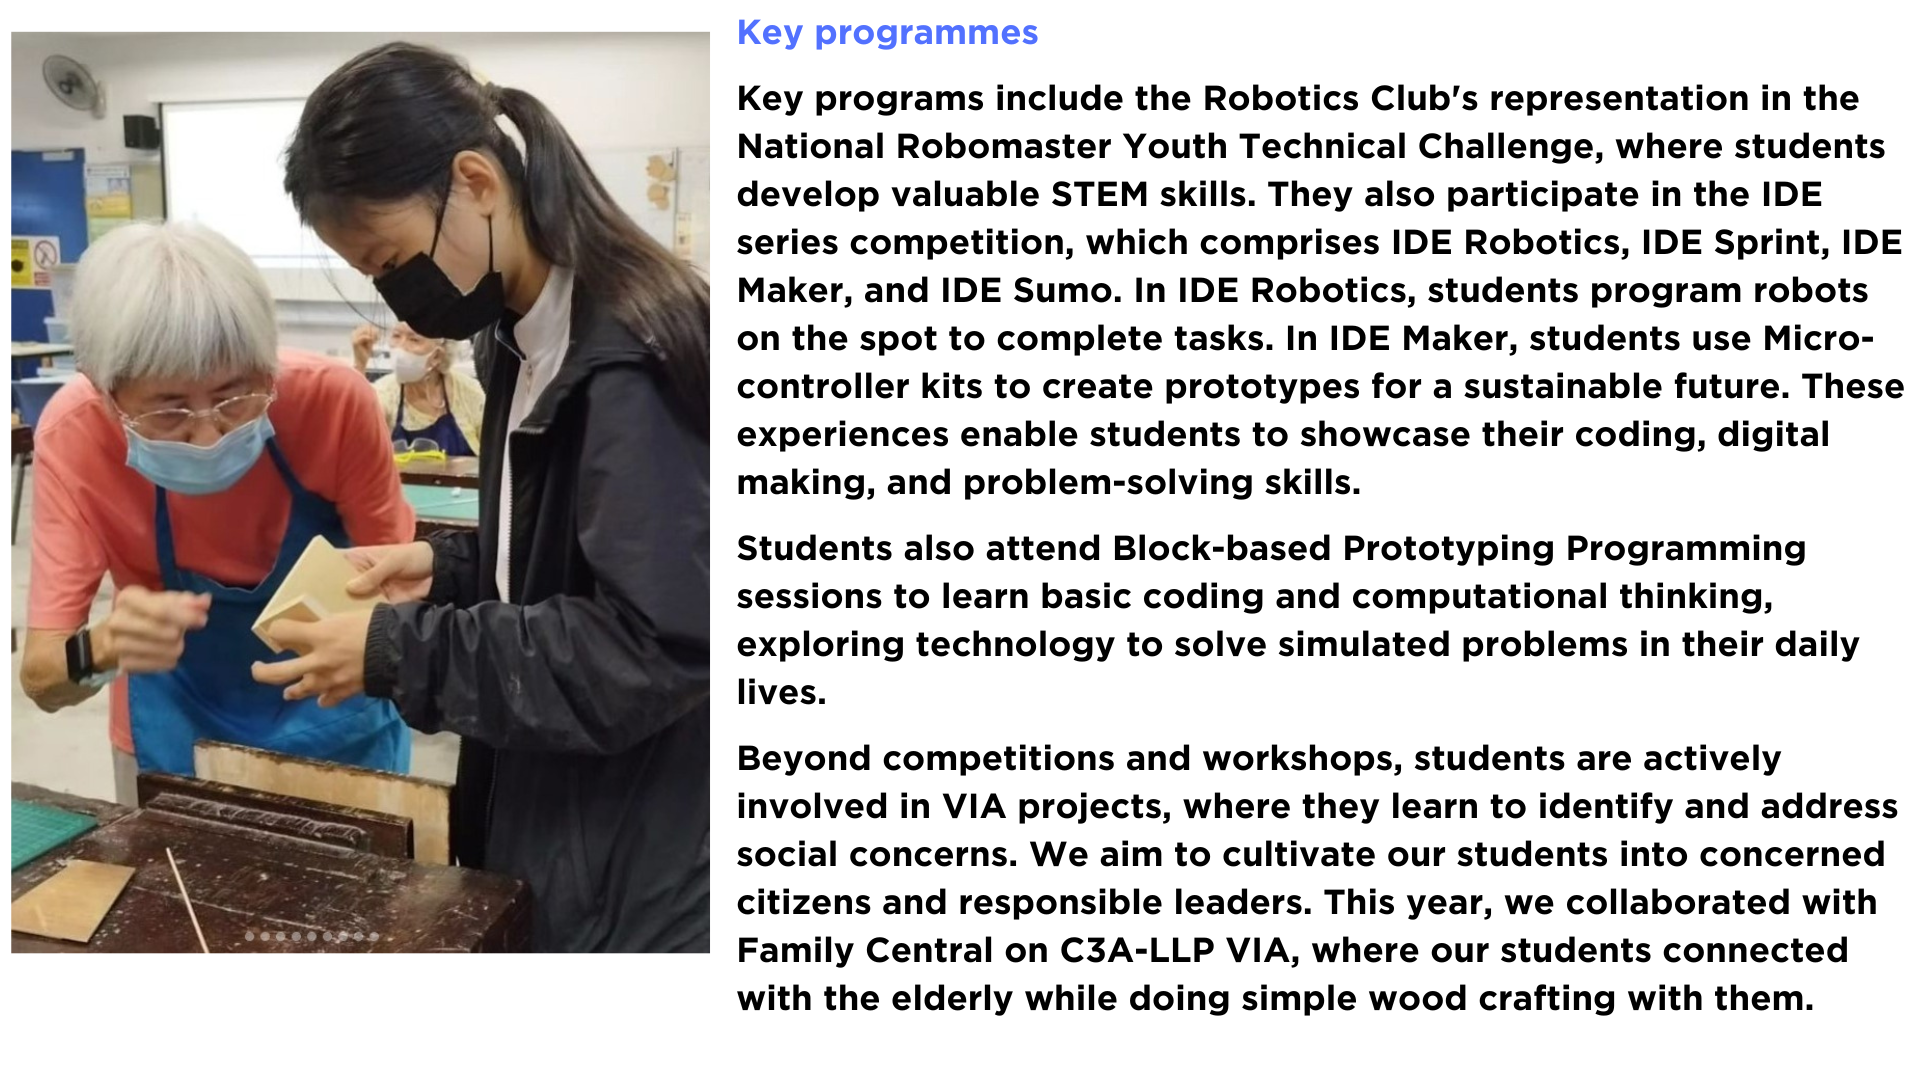 Key programmes
Key programs include the Robotics Club's representation in the
National Robomaster Youth Technical Challenge, where students
develop valuable STEM skills. They also participate in the IDE
series competition, which comprises IDE Robotics, IDE Sprint, IDE
Maker, and IDE Sumo. In IDE Robotics, students program robots
on the spot to complete tasks. In IDE Maker, students use Micro-
controller kits to create prototypes for a sustainable future. These
experiences enable students to showcase their coding, digital
making, and problem-solving skills.
Students also attend Block-based Prototyping Programming
sessions to learn basic coding and computational thinking,
exploring technology to solve simulated problems in their daily
lives.
Beyond competitions and workshops, students are actively
involved in VIA projects, where they learn to identify and address
social concerns. We aim to cultivate our students into concerned
citizens and responsible leaders. This year, we collaborated with
Family Central on C3A-LLP VIA, where our students connected
with the elderly while doing simple wood crafting with them.